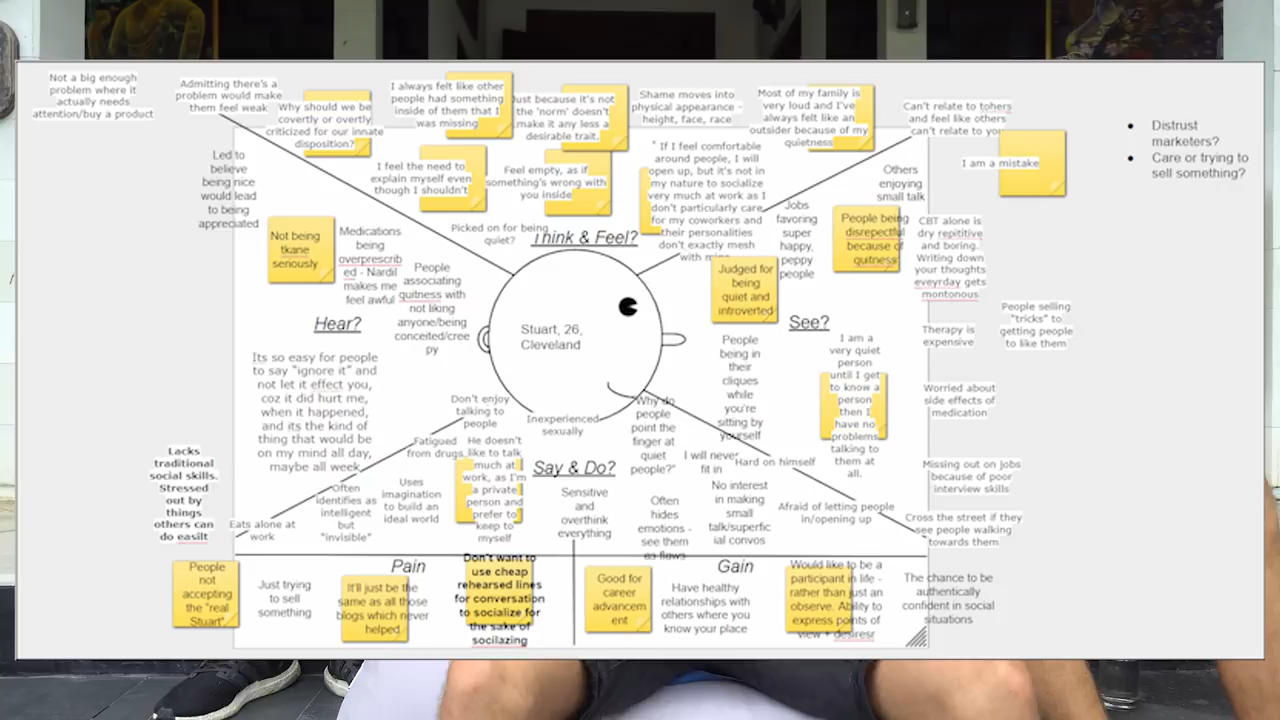 Not a big enough
problem where it
actually needs
attention/buy a product
Admitting there's a
problem would make
them feel weak
Why should we be
covertly or overtly
criticized for our innate
disposition?
I always felt like other
people had something
inside of them that I
was missing
Just because it's not
the 'norm' doesn't
make it any less a
desirable trait.
Shame moves into
physical appearance -
height, face, race
Most of my family is
very loud and I've
always felt like an
outsider because of my
quietness
Can't relate to tohers
and feel like others
can't relate to you
I am a mistake
Distrust
marketers?
Care or trying to
sell something?
Led to
believe
being nice
would lead
to being
appreciated
I feel the need to
explain myself even
though I shouldn't
Feel empty, as if
something's wrong with
you inside
" If I feel comfortable
around people, I will
open up, but it's not in
my nature to socialize
very much at work as I
don't particularly care
for my coworkers and
their personalities
don't exactly mesh
with mine
Others
enjoying
small talk
Picked on for being
quiet?
Think & Feel?
Jobs
favoring
super
happy,
peppy
people
People being
disrepectful
because of
quitness
CBT alone is
dry repititive
and boring.
Writing down
your thoughts
eveyrday gets
montonous
Not being
tkane
seriously
Medications
being
overprescrib
ed - Nardil
makes me
feel awful
People
associating
quitness with
not liking
anyone/being
conceited/cree
py
Judged for
being
quiet and
introverted
People selling
"tricks" to
getting people
to like them
Hear?
See?
Stuart, 26,
Cleveland
Therapy is
expensive
Its so easy for people
to say "ignore it" and
not let it effect you,
coz it did hurt me,
when it happened,
and its the kind of
thing that would be
on my mind all day,
maybe all week
People
being in
their
cliques
while
you're
sitting by
yourself
I am a
very quiet
person
until I get
to know a
person
then I
have no
problems
talking to
them at
all.
Worried about
side effects of
medication
Don't enjoy
talking to
people
Inexperienced
sexually
Why do
people
point the
finger at
quiet
people?"
Fatigued
from drugs
He doesn't
like to talk
much at
work, as I'm
a private
person and
prefer to
keep to
myself
Say & Do?
I will never
fit in
Hard on himself
Missing out on jobs
because of poor
interview skills
Lacks
traditional
social skills.
Stressed
out by
things
others can
do easilt
Often
identifies as
intelligent
but
"invisible"
Uses
imagination
to build an
ideal world
Sensitive
and
overthink
everything
Often
hides
emotions -
see them
as flaws
No interest
in making
small
talk/superfic
ial convos
Afraid of letting people
in/opening up
Cross the street if they
see people walking
towards them
Eats alone at
work
Pain
Gain
People
not
accepting
the "real
Stuart"
Just trying
to sell
something
It'll just be the
same as all those
blogs which never
helped
Don't want to
use cheap
rehearsed lines
for conversation
to socialize for
the sake of
socilazing
Good for
career
advancem
ent
Have healthy
relationships with
others where you
know your place
Would like to be a
participant in life -
rather than just an
observe. Ability to
express points of
view + desiresr
The chance to be
authentically
confident in social
situations